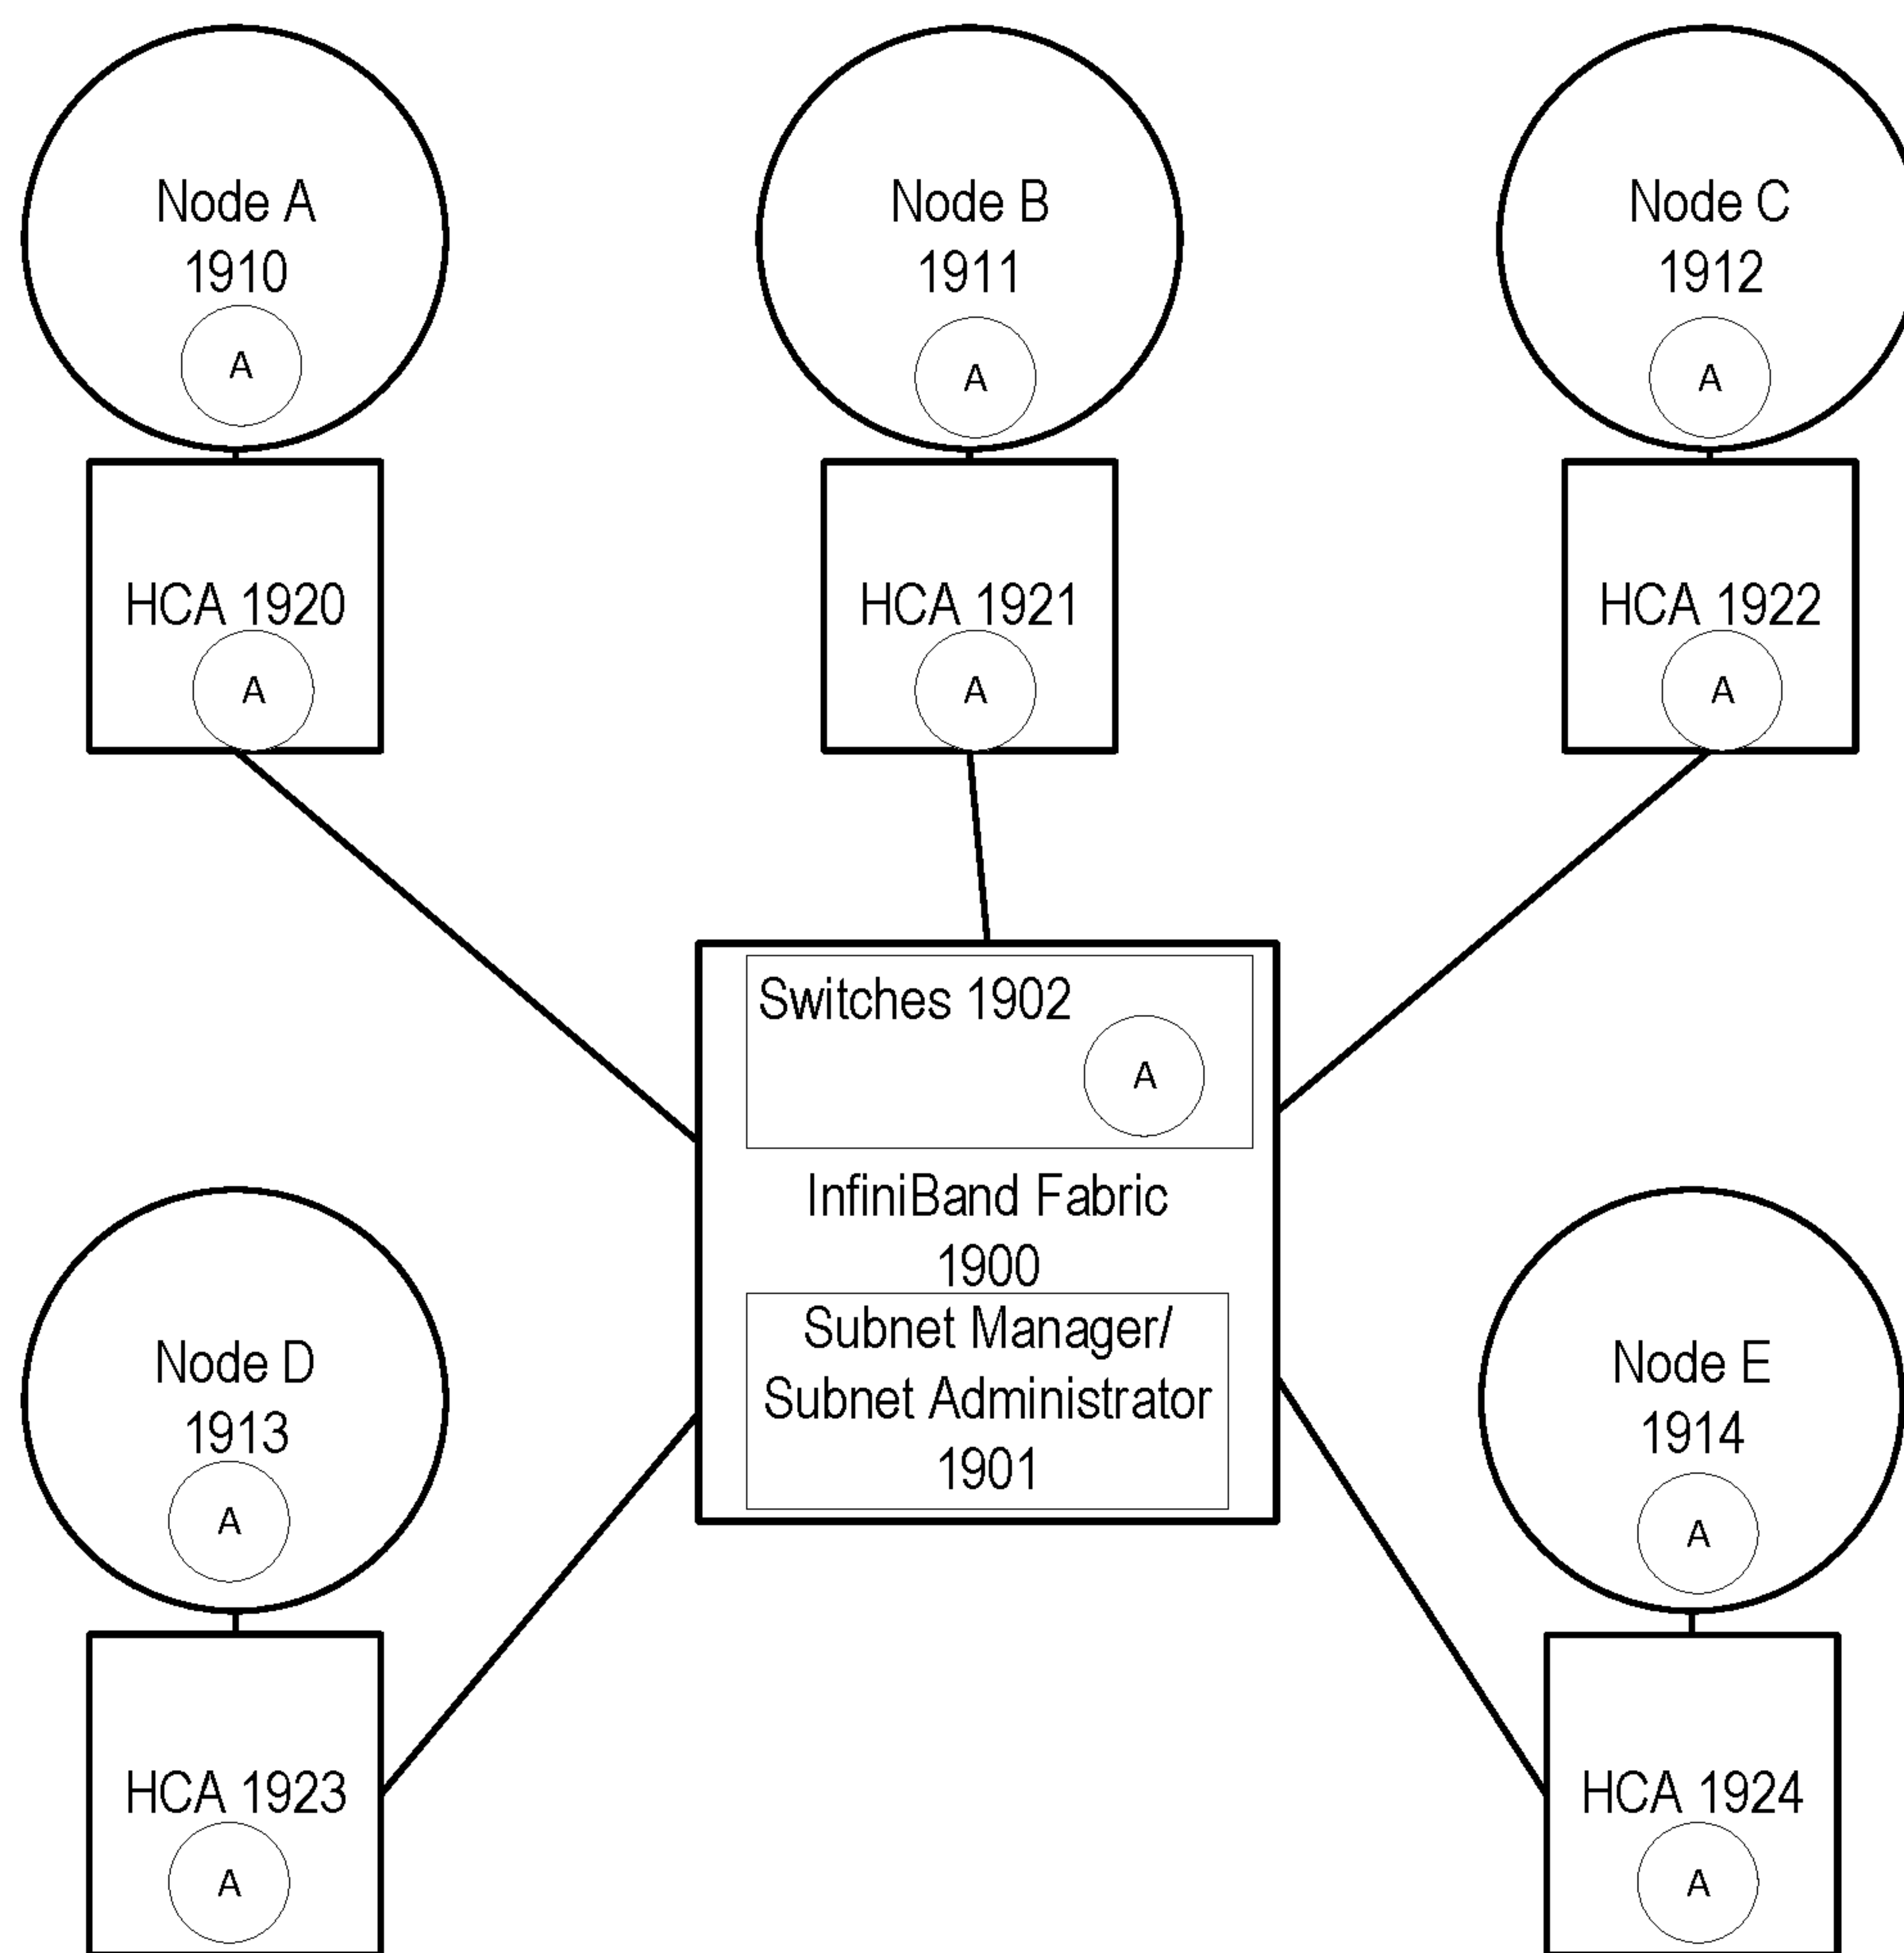 Node A
1910
A
Node B
1911
A
Node C
1912
A
HCA 1920
A
HCA 1921
A
HCA 1922
A
Switches 1902
A
InfiniBand Fabric
1900
Subnet Manager/
Subnet Administrator
1901
Node D
1913
A
Node E
1914
A
HCA 1923
A
HCA 1924
A